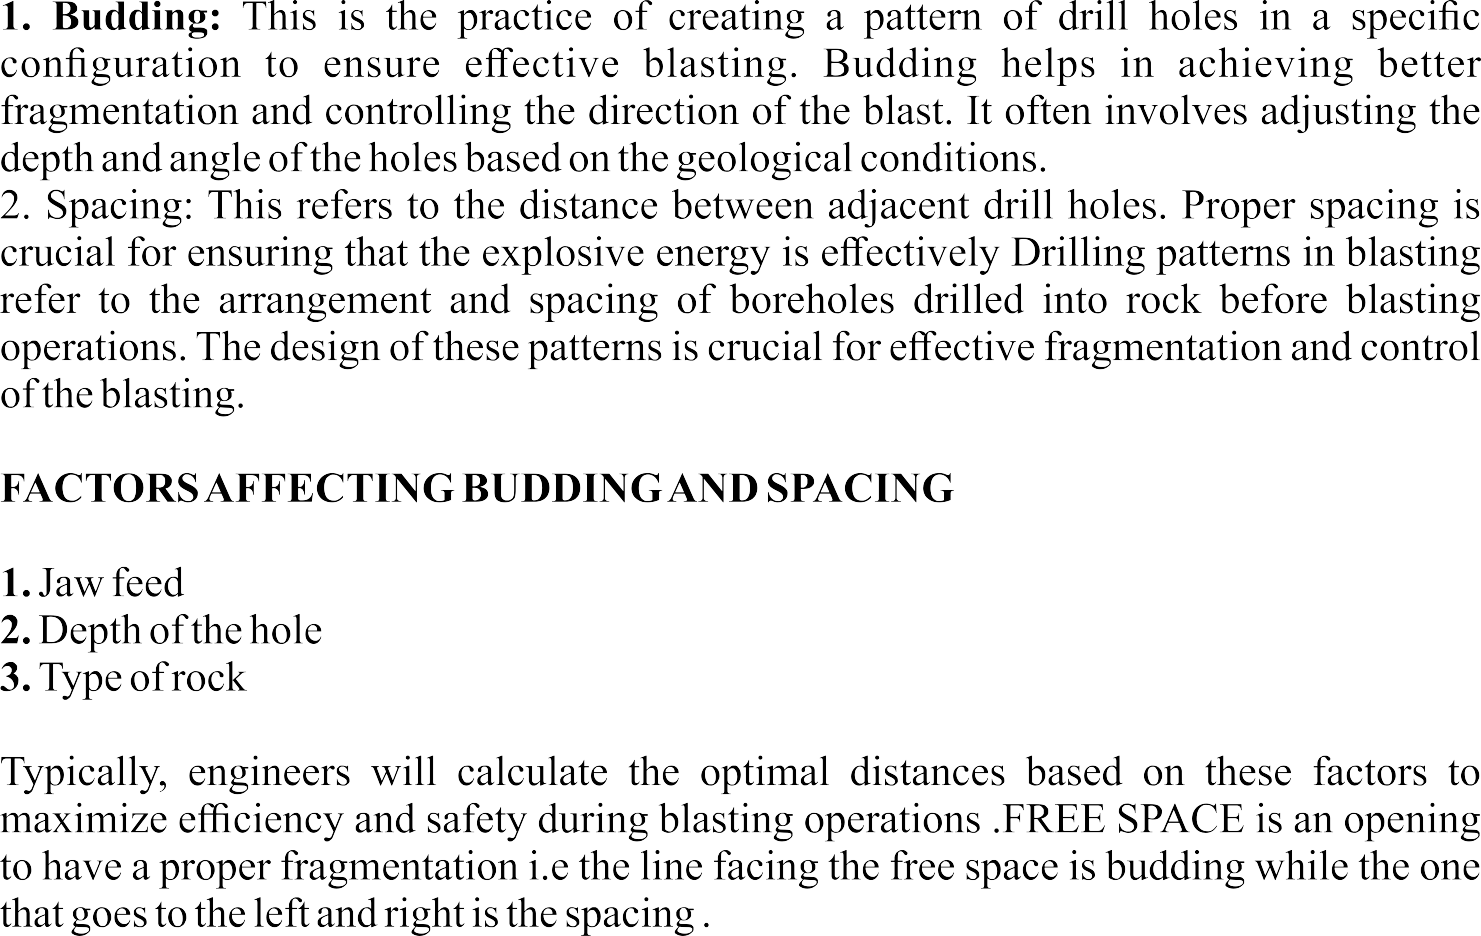 1. Budding: This is the practice of creating a pattern of drill holes in a specific
configuration to ensure effective blasting. Budding helps in achieving better
fragmentation and controlling the direction of the blast. It often involves adjusting the
depth and angle of the holes based on the geological conditions.
2. Spacing: This refers to the distance between adjacent drill holes. Proper spacing is
crucial for ensuring that the explosive energy is effectively Drilling patterns in blasting
refer to the arrangement and spacing of boreholes drilled into rock before blasting
operations. The design of these patterns is crucial for effective fragmentation and control
of the blasting.
FACTORS AFFECTING BUDDING AND SPACING
1. Jaw feed
2. Depth of the hole
3. Type of rock
Typically, engineers will calculate the optimal distances based on these factors to
maximize efficiency and safety during blasting operations .FREE SPACE is an opening
to have a proper fragmentation i.e the line facing the free space is budding while the one
that goes to the left and right is the spacing .